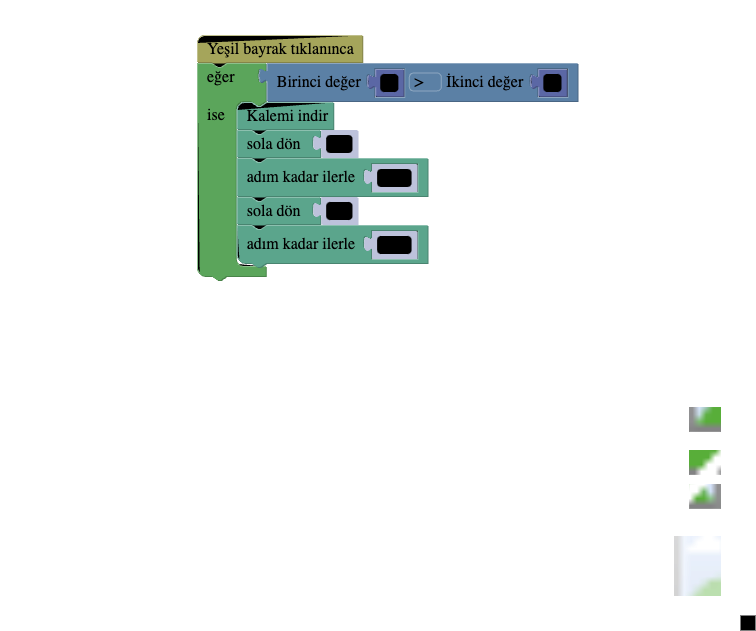 Yeşil bayrak tıklanınca
eğer Birinci değer > İkinci değer
ise Kalemi indir
sola dön
adım kadar ilerle
sola dön
adım kadar ilerle